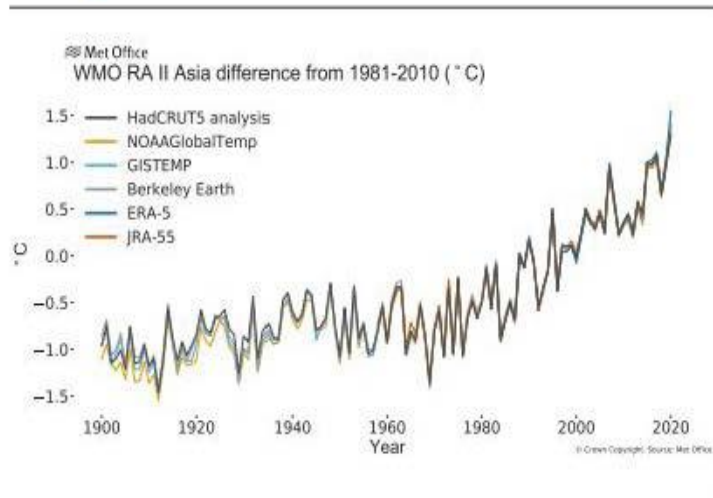 Met Office
WMO RA II Asia difference from 1981-2010 (°C)
1.5
1.0
0.5
0.0
−0.5
−1.0
−1.5
°C
HadCRUT5 analysis
NOAAGlobalTemp
GISTEMP
Berkeley Earth
ERA-5
JRA-55
1900 1920 1940 1960 1980 2000 2020
Year
© Crown Copyright. Source: Met Office